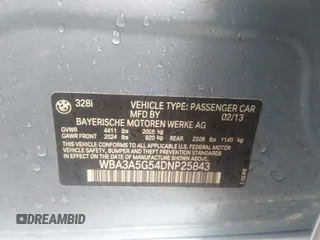 328i
VEHICLE TYPE: PASSENGER CAR
MFD BY 02/13
BAYERISCHE MOTOREN WERKE AG
GVWR 4411 lbs 2005 kg
GAWR FRONT 2024 lbs 920 kg REAR 2509 lbs 1140 kg
THIS VEHICLE CONFORMS TO ALL APPLICABLE FEDERAL MOTOR VEHICLE
SAFETY, BUMPER, AND THEFT PREVENTION STANDARDS IN EFFECT ON THE
DATE OF MANUFACTURE SHOWN ABOVE.
WBA3A5G54DNP25843
DREAMBID